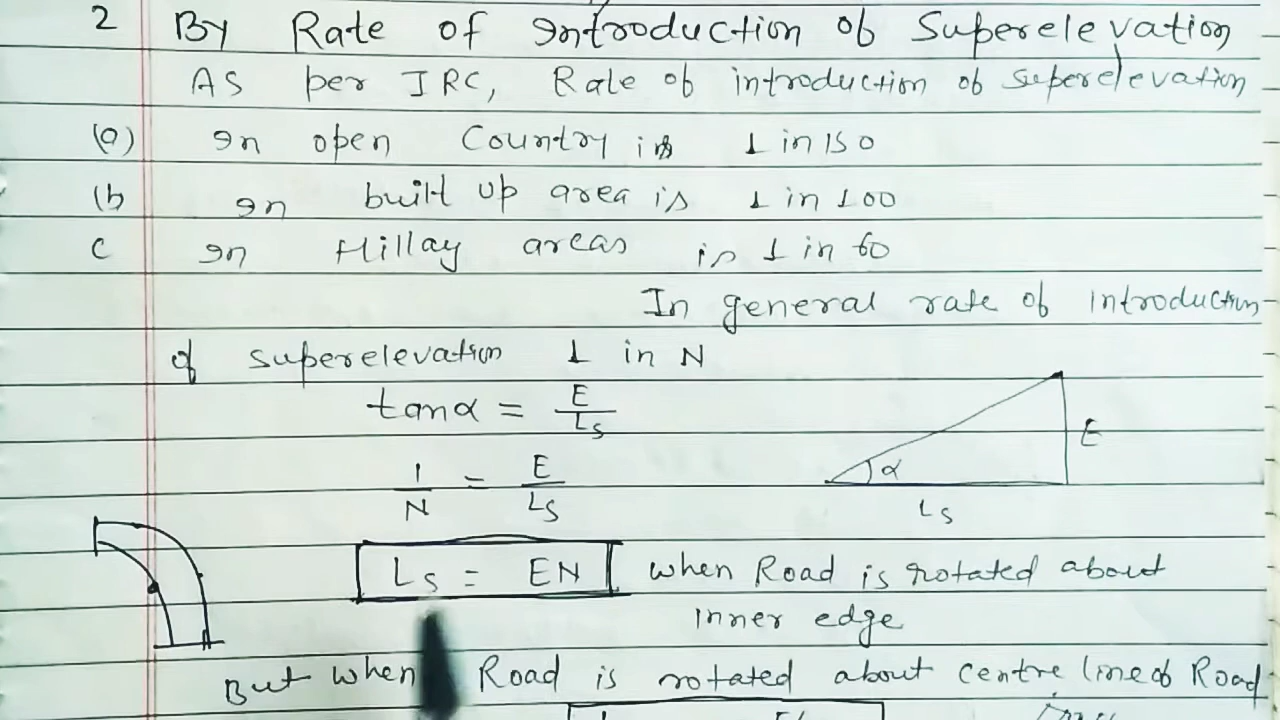 2 By Rate of Introduction of Superelevation
As per IRC, Rate of introduction of superelevation
(a) In open Country is 1 in 150
(b In built up area is 1 in 100
c In Hillay areas is 1 in 60
In general rate of introduction
of superelevation 1 in N
tanα = E/Ls
E
α
1/N = E/Ls
Ls
Ls = EN when Road is rotated about
inner edge
But when Road is rotated about centre line of Road